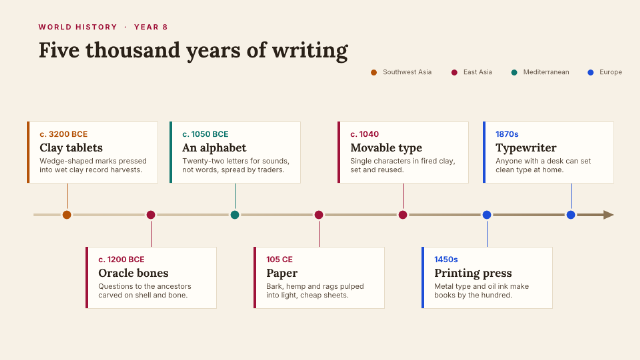 WORLD HISTORY · YEAR 8
Five thousand years of writing
Southwest Asia
East Asia
Mediterranean
Europe
c. 3200 BCE
Clay tablets
Wedge-shaped marks pressed
into wet clay record harvests.
c. 1050 BCE
An alphabet
Twenty-two letters for sounds,
not words, spread by traders.
c. 1040
Movable type
Single characters in fired clay,
set and reused.
1870s
Typewriter
Anyone with a desk can set
clean type at home.
c. 1200 BCE
Oracle bones
Questions to the ancestors
carved on shell and bone.
105 CE
Paper
Bark, hemp and rags pulped
into light, cheap sheets.
1450s
Printing press
Metal type and oil ink make
books by the hundred.